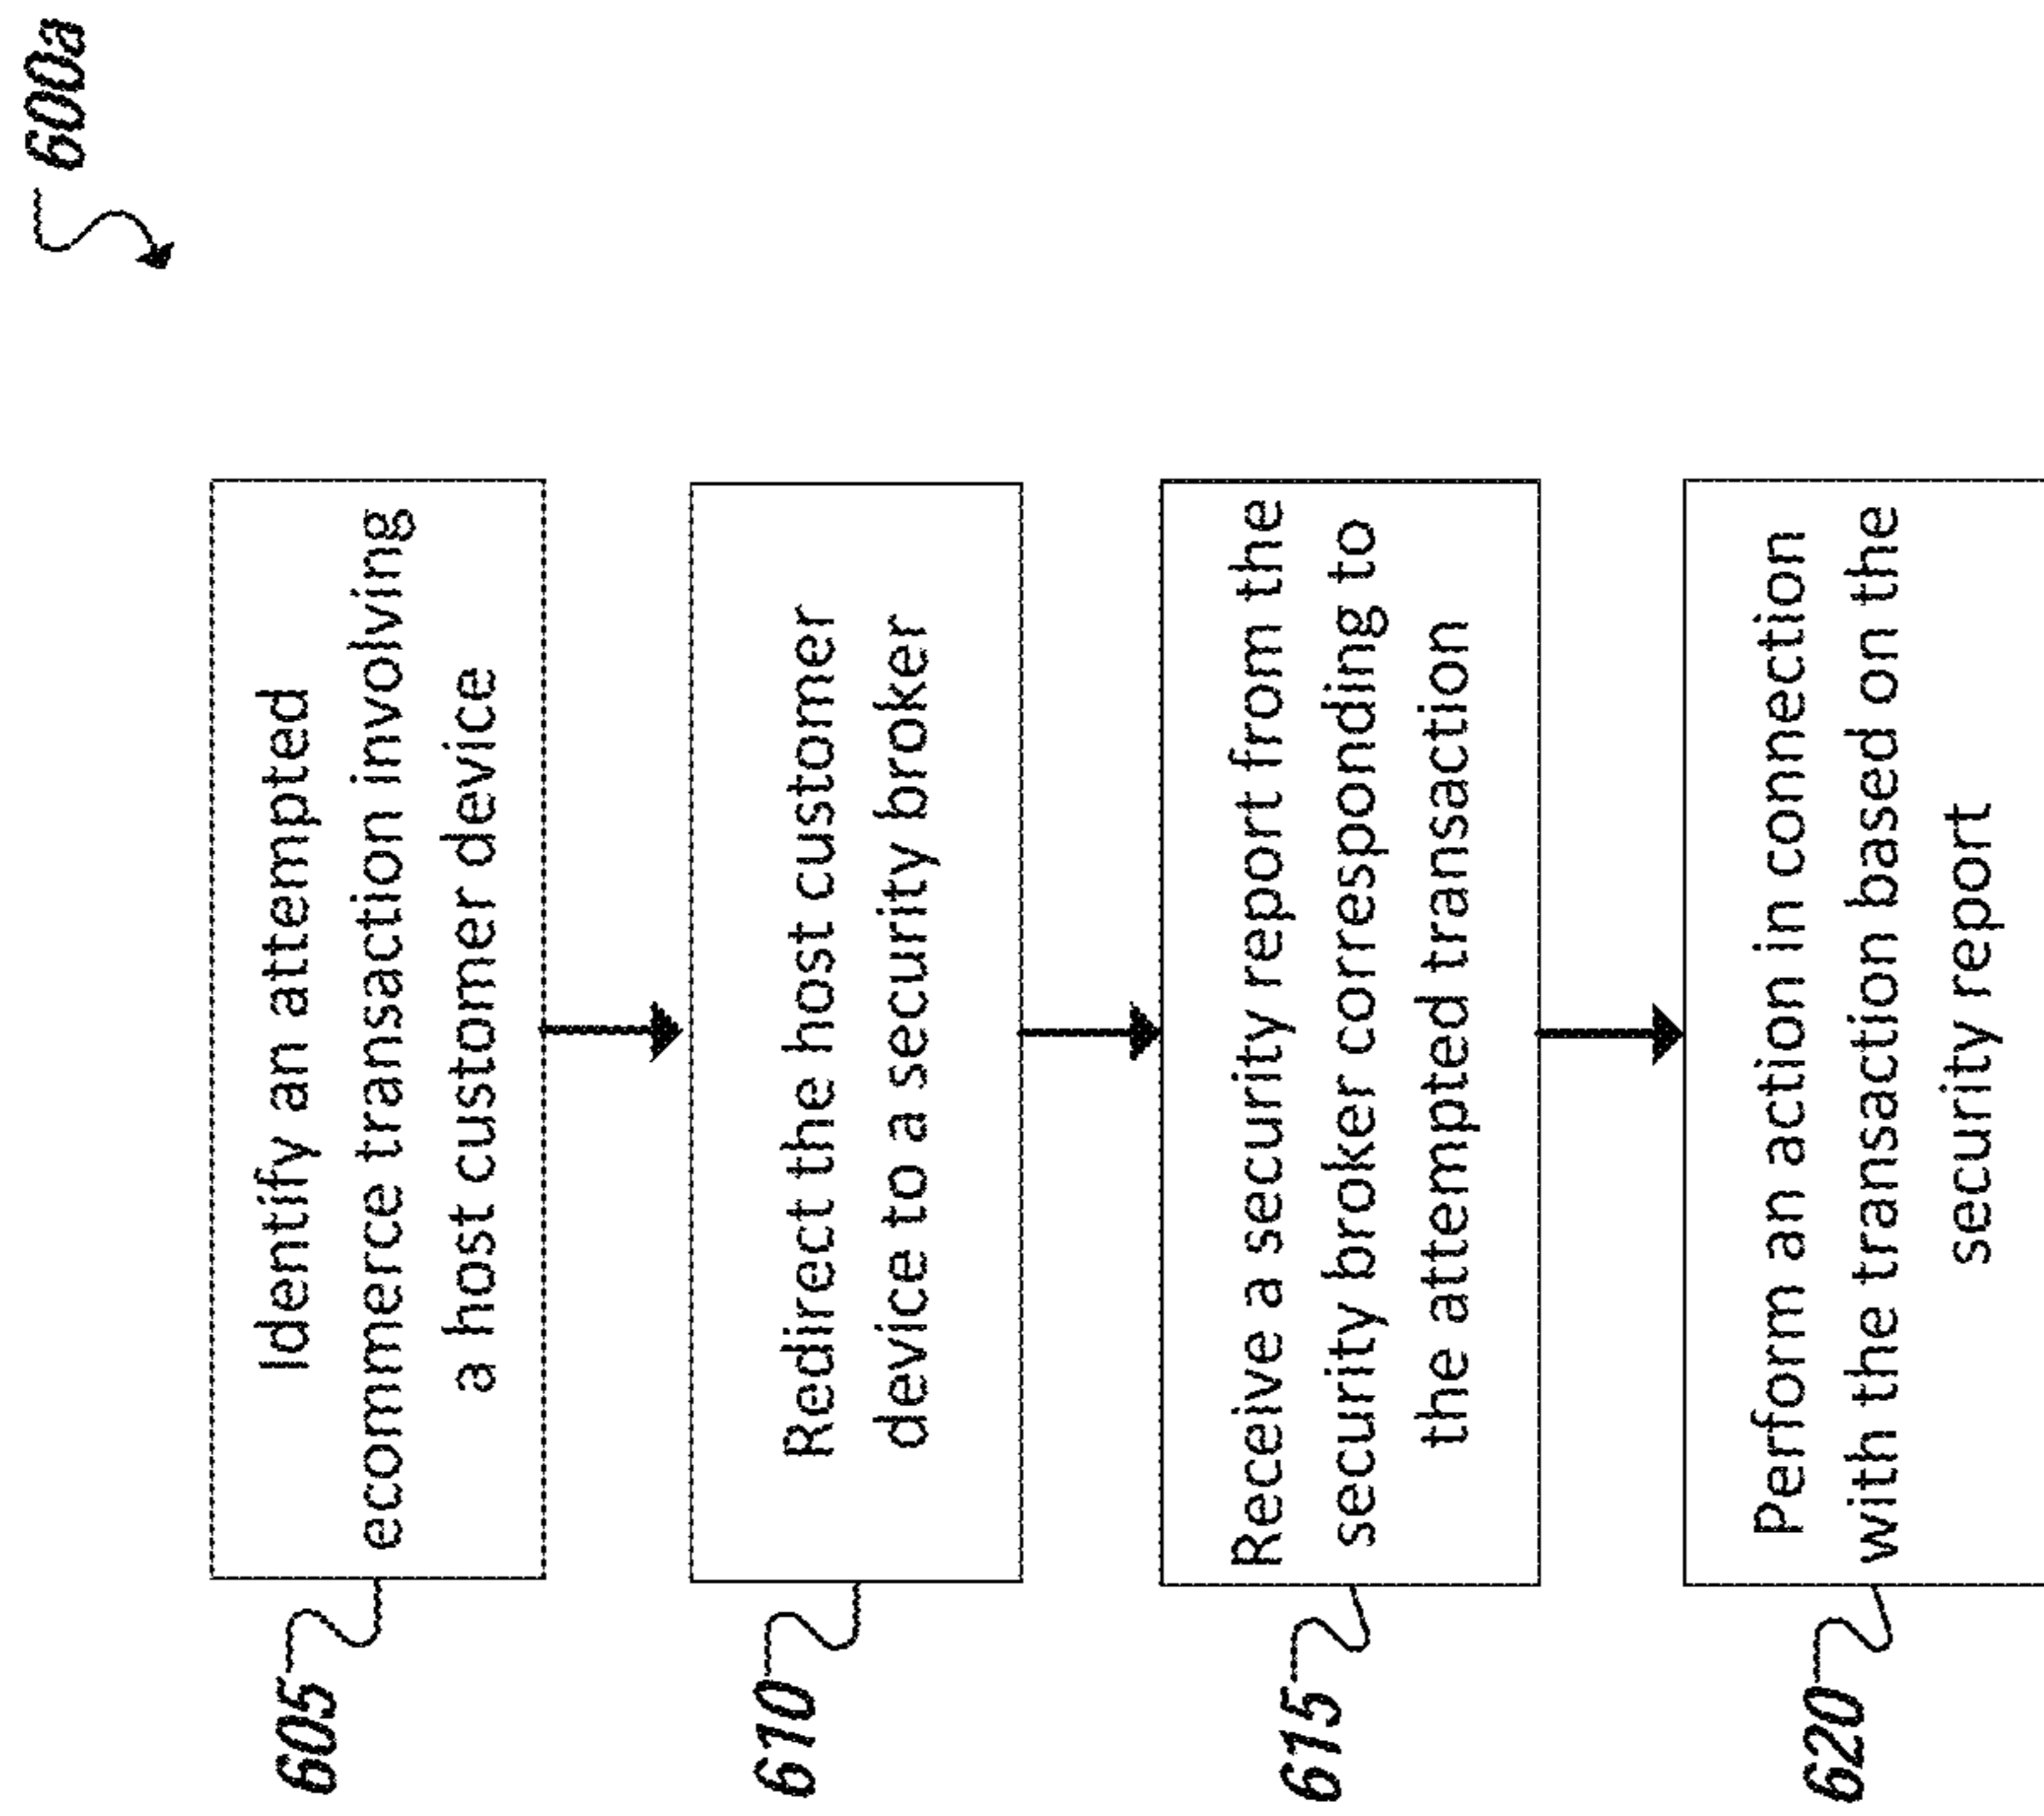 600a
605
Identify an attempted
ecommerce transaction involving
a host customer device
610
Redirect the host customer
device to a security broker
615
Receive a security report from the
security broker corresponding to
the attempted transaction
620
Perform an action in connection
with the transaction based on the
security report